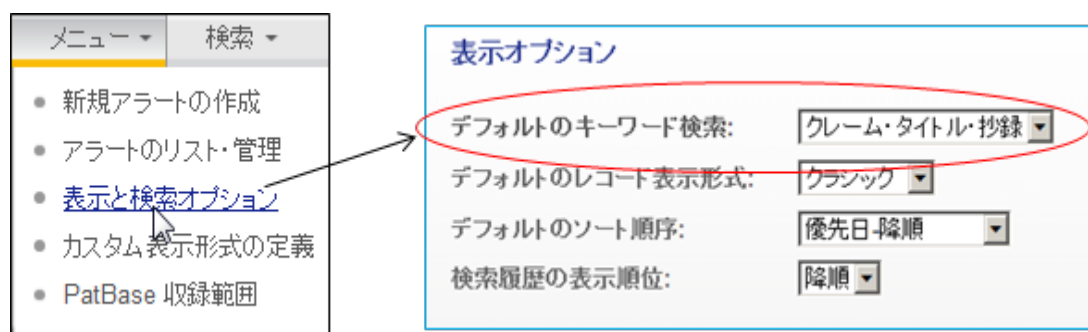 メニュー 検索
新規アラートの作成
アラートのリスト・管理
表示と検索オプション
カスタム表示形式の定義
PatBase 収録範囲
表示オプション
デフォルトのキーワード検索: クレーム・タイトル・抄録
デフォルトのレコード表示形式: クラシック
デフォルトのソート順序: 優先日-降順
検索履歴の表示順位: 降順